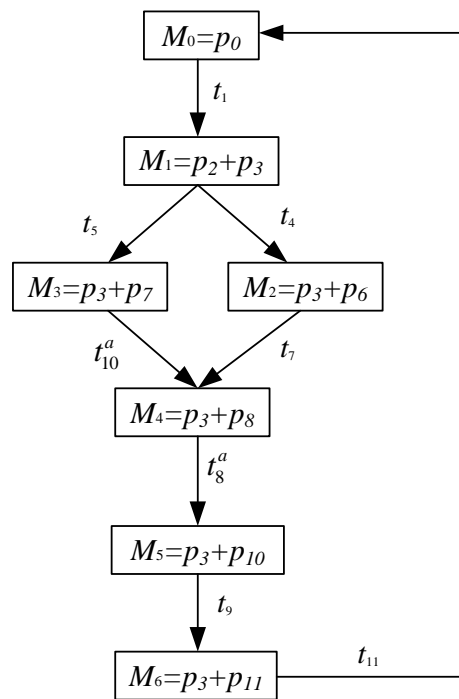 M₀=p₀
t₁
M₁=p₂+p₃
t₅ t₄
M₃=p₃+p₇ M₂=p₃+p₆
t₁₀ᵃ t₇
M₄=p₃+p₈
t₈ᵃ
M₅=p₃+p₁₀
t₉
M₆=p₃+p₁₁ t₁₁